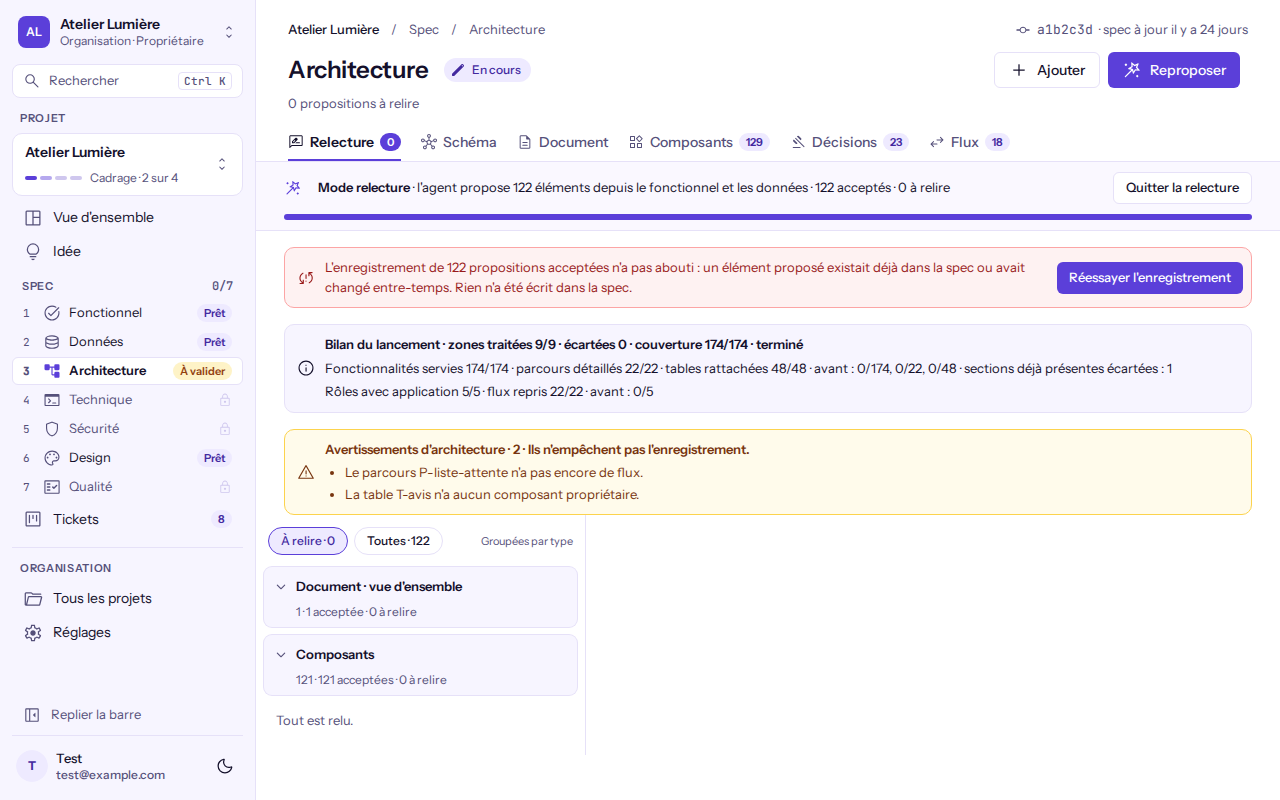 AL
Atelier Lumière
Organisation · Propriétaire
Rechercher
Ctrl K
PROJET
Atelier Lumière
Cadrage · 2 sur 4
Vue d'ensemble
Idée
SPEC 0/7
1 Fonctionnel Prêt
2 Données Prêt
3 Architecture À valider
4 Technique
5 Sécurité
6 Design Prêt
7 Qualité
Tickets 8
ORGANISATION
Tous les projets
Réglages
Replier la barre
T
Test
test@example.com
Atelier Lumière / Spec / Architecture
a1b2c3d · spec à jour il y a 24 jours
Architecture
En cours
Ajouter
Reproposer
0 propositions à relire
Relecture 0
Schéma
Document
Composants 129
Décisions 23
Flux 18
Mode relecture · l'agent propose 122 éléments depuis le fonctionnel et les données · 122 acceptés · 0 à relire
Quitter la relecture
L'enregistrement de 122 propositions acceptées n'a pas abouti : un élément proposé existait déjà dans la spec ou avait
changé entre-temps. Rien n'a été écrit dans la spec.
Réessayer l'enregistrement
Bilan du lancement · zones traitées 9/9 · écartées 0 · couverture 174/174 · terminé
Fonctionnalités servies 174/174 · parcours détaillés 22/22 · tables rattachées 48/48 · avant : 0/174, 0/22, 0/48 · sections déjà présentes écartées : 1
Rôles avec application 5/5 · flux repris 22/22 · avant : 0/5
Avertissements d'architecture · 2 · Ils n'empêchent pas l'enregistrement.
• Le parcours P-liste-attente n'a pas encore de flux.
• La table T-avis n'a aucun composant propriétaire.
À relire · 0
Toutes · 122
Groupées par type
Document · vue d'ensemble
1 · 1 acceptée · 0 à relire
Composants
121 · 121 acceptées · 0 à relire
Tout est relu.